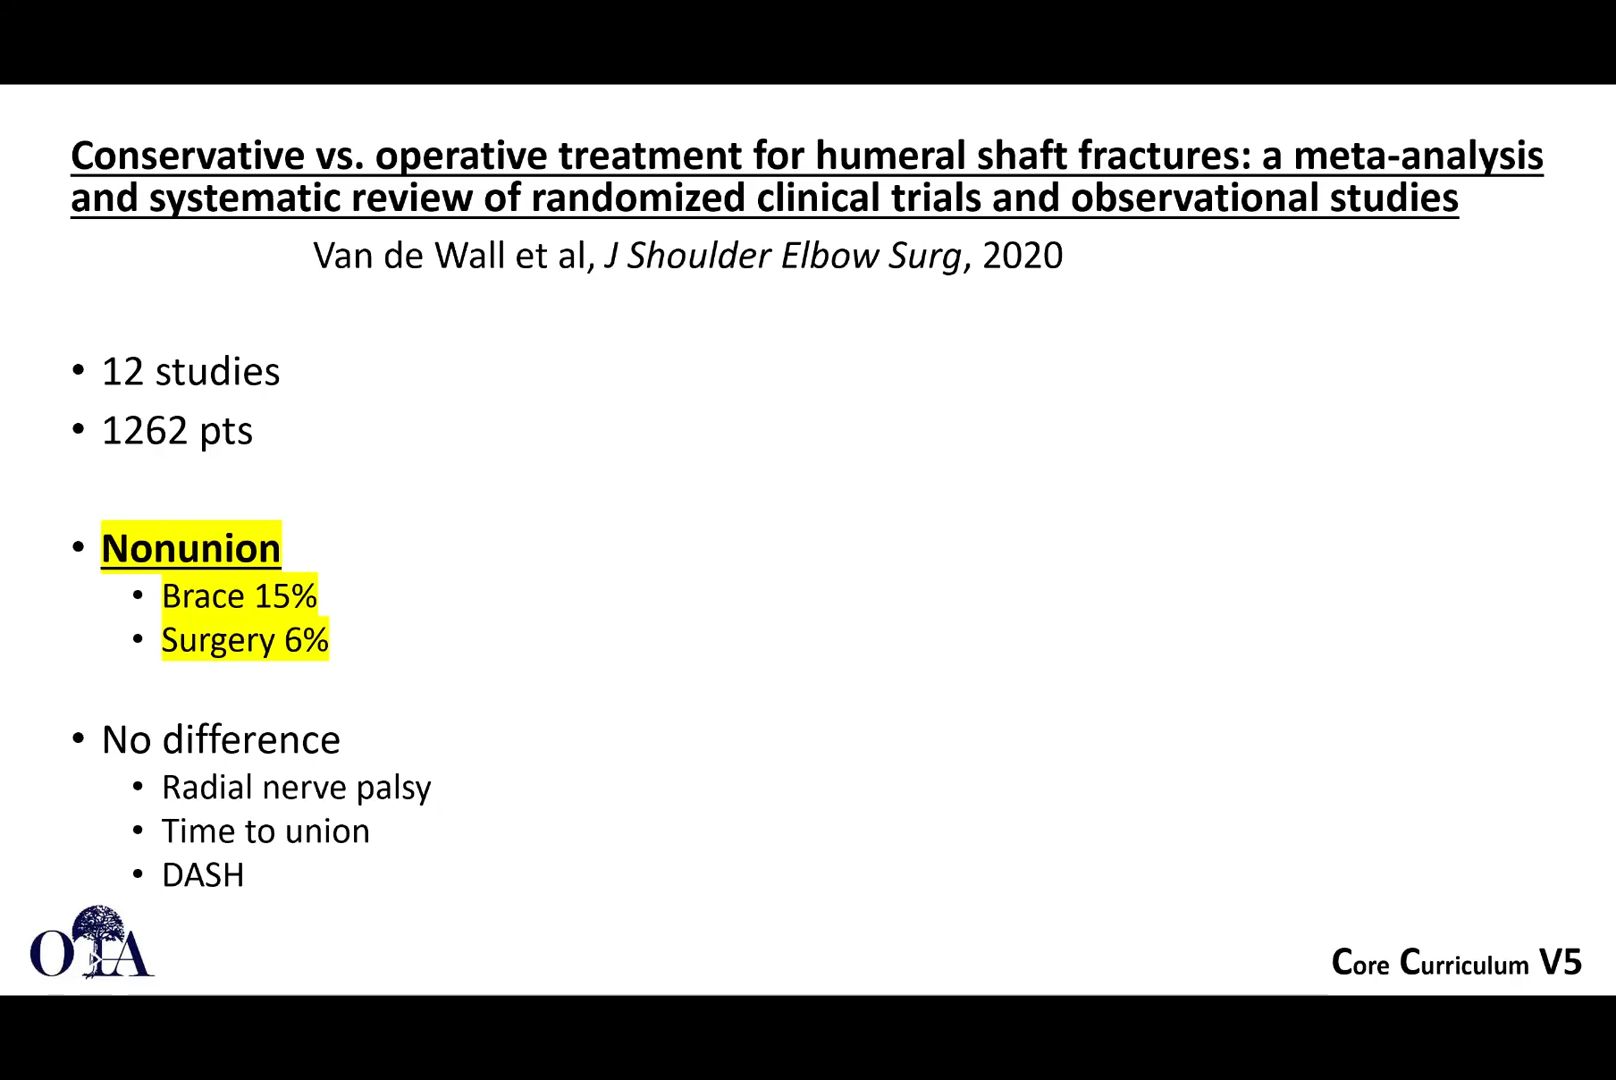 Conservative vs. operative treatment for humeral shaft fractures: a meta-analysis
and systematic review of randomized clinical trials and observational studies
Van de Wall et al, J Shoulder Elbow Surg, 2020
• 12 studies
• 1262 pts
• Nonunion
• Brace 15%
• Surgery 6%
• No difference
• Radial nerve palsy
• Time to union
• DASH
OTA
Core Curriculum V5